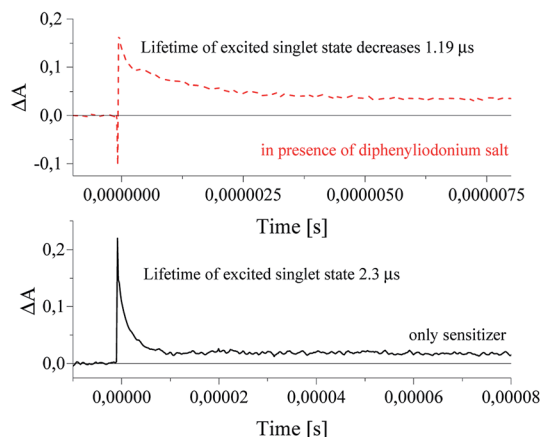 0,2
Lifetime of excited singlet state decreases 1.19 µs
0,1
ΔA
0,0
in presence of diphenyliodonium salt
-0,1
0,0000000 0,0000025 0,0000050 0,0000075
Time [s]
0,2
Lifetime of excited singlet state 2.3 µs
ΔA
0,1
only sensitizer
0,0
0,00000 0,00002 0,00004 0,00006 0,00008
Time [s]